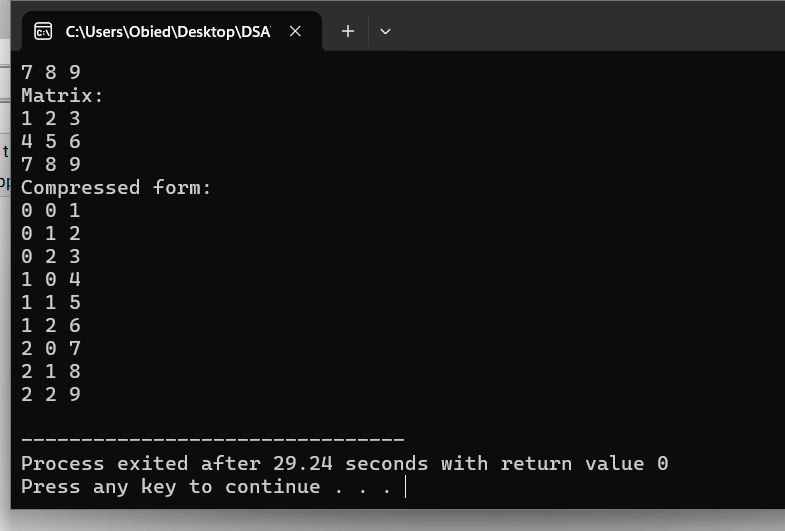 C:\Users\Obied\Desktop\DSA
7 8 9
Matrix:
1 2 3
4 5 6
7 8 9
Compressed form:
0 0 1
0 1 2
0 2 3
1 0 4
1 1 5
1 2 6
2 0 7
2 1 8
2 2 9
--------------------------------
Process exited after 29.24 seconds with return value 0
Press any key to continue . . .